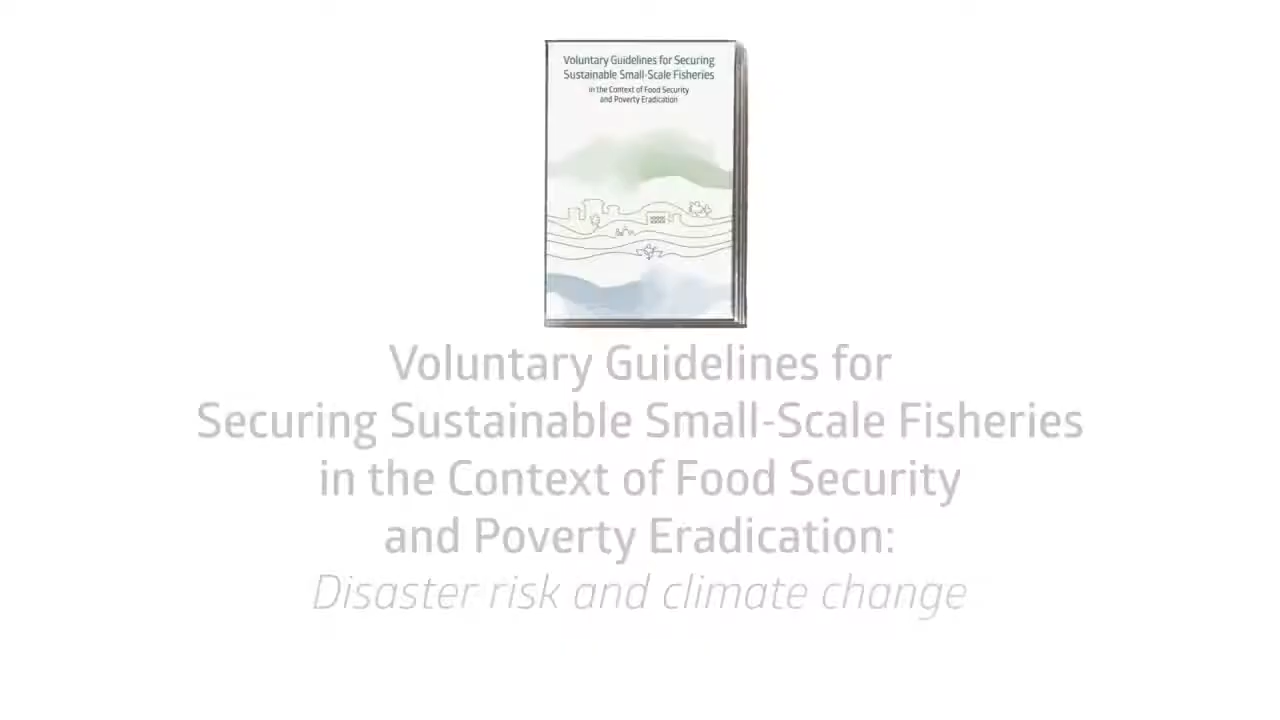 Voluntary Guidelines for Securing
Sustainable Small-Scale Fisheries
in the Context of Food Security
and Poverty Eradication
Voluntary Guidelines for
Securing Sustainable Small-Scale Fisheries
in the Context of Food Security
and Poverty Eradication:
Disaster risk and climate change